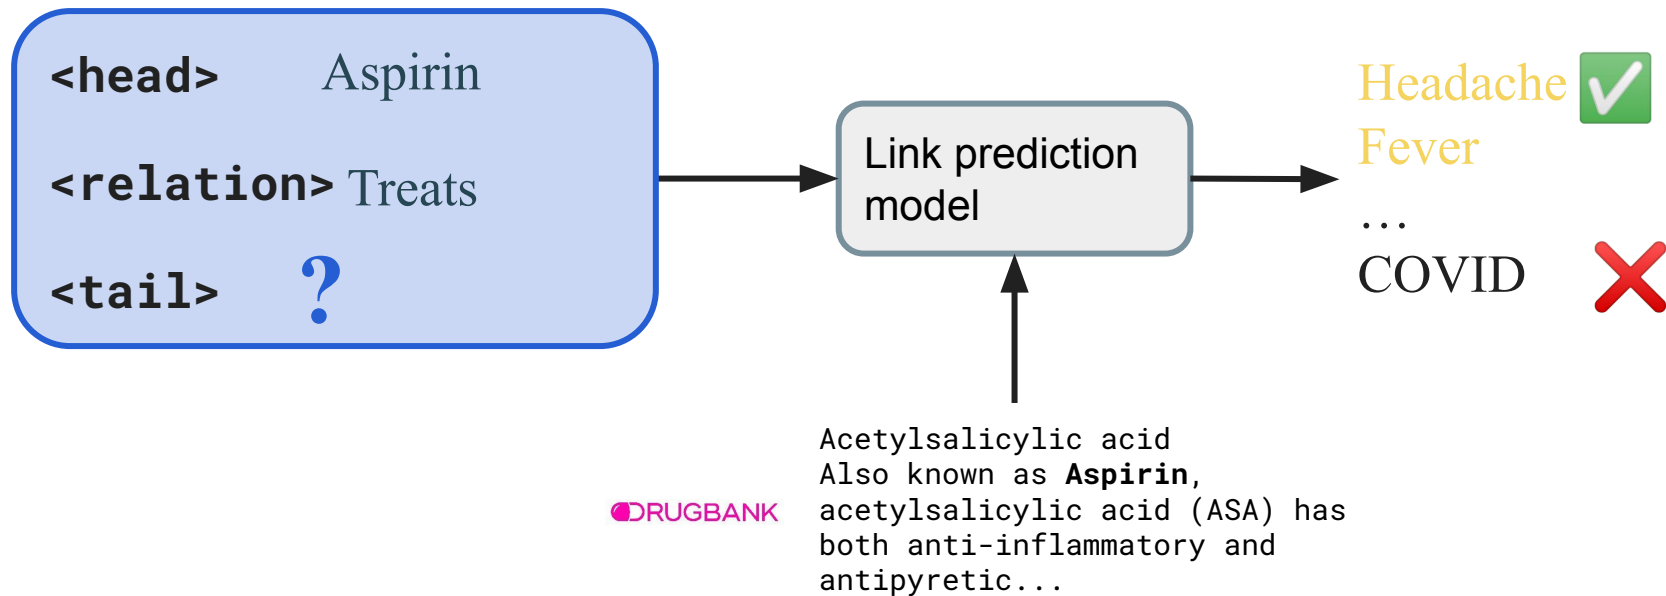 <head> Aspirin
<relation> Treats
<tail> ?
Link prediction
model
Headache
Fever
…
COVID
DRUGBANK
Acetylsalicylic acid
Also known as Aspirin,
acetylsalicylic acid (ASA) has
both anti-inflammatory and
antipyretic...